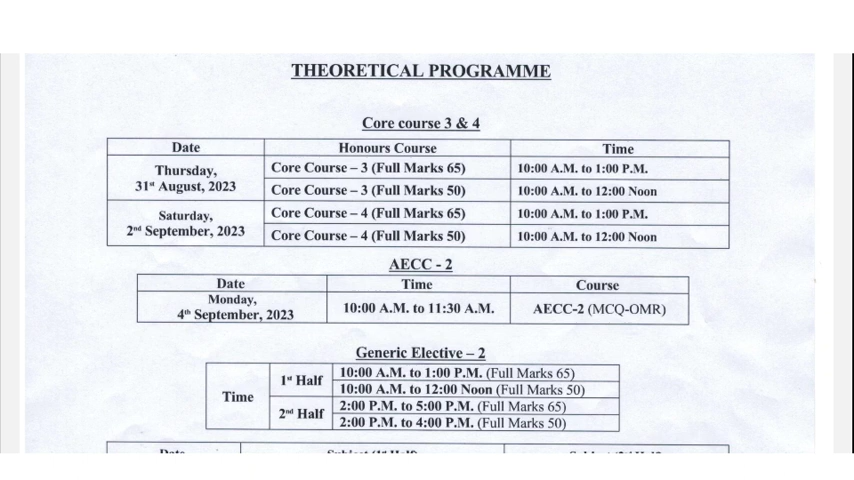 THEORETICAL PROGRAMME
Core course 3 & 4
Date Honours Course Time
Thursday, 31st August, 2023
Core Course – 3 (Full Marks 65) 10:00 A.M. to 1:00 P.M.
Core Course – 3 (Full Marks 50) 10:00 A.M. to 12:00 Noon
Saturday, 2nd September, 2023
Core Course – 4 (Full Marks 65) 10:00 A.M. to 1:00 P.M.
Core Course – 4 (Full Marks 50) 10:00 A.M. to 12:00 Noon
AECC - 2
Date Time Course
Monday,
4th September, 2023 10:00 A.M. to 11:30 A.M. AECC-2 (MCQ-OMR)
Generic Elective – 2
Time
1st Half
10:00 A.M. to 1:00 P.M. (Full Marks 65)
10:00 A.M. to 12:00 Noon (Full Marks 50)
2nd Half
2:00 P.M. to 5:00 P.M. (Full Marks 65)
2:00 P.M. to 4:00 P.M. (Full Marks 50)